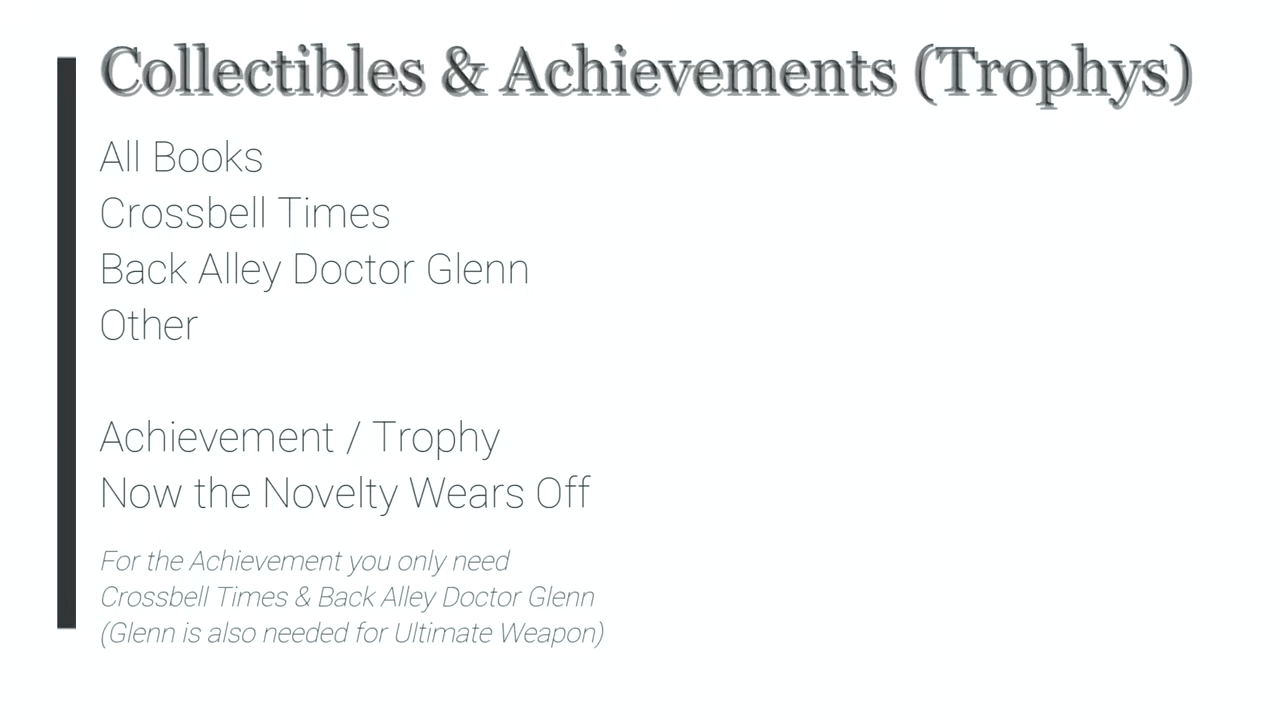 Collectibles & Achievements (Trophys)
All Books
Crossbell Times
Back Alley Doctor Glenn
Other
Achievement / Trophy
Now the Novelty Wears Off
For the Achievement you only need
Crossbell Times & Back Alley Doctor Glenn
(Glenn is also needed for Ultimate Weapon)